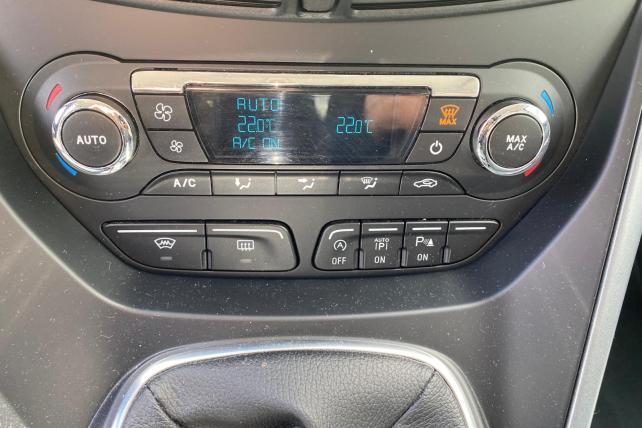 AUTO
AUTO
22.0°C 22.0°C
A/C ON
MAX
MAX
A/C
A/C
A
OFF
AUTO
P
ON
P
ON